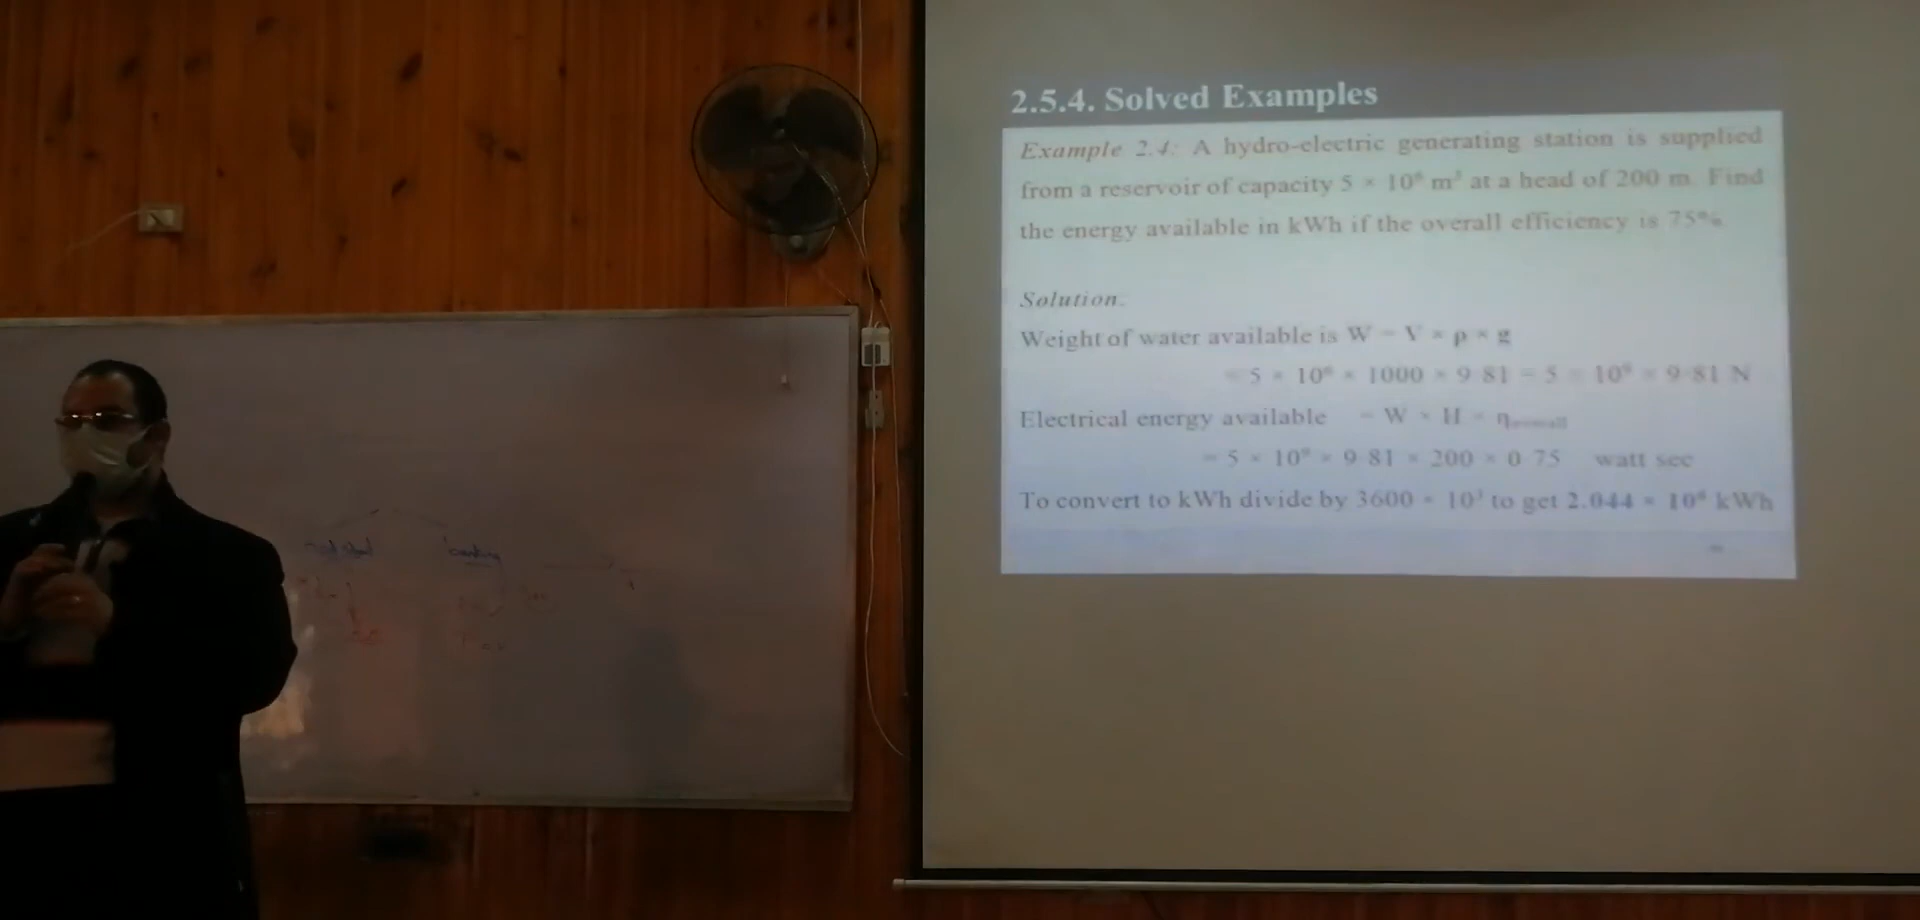 2.5.4. Solved Examples
Example 2.4: A hydro-electric generating station is supplied
from a reservoir of capacity 5 × 10⁶ m³ at a head of 200 m. Find
the energy available in kWh if the overall efficiency is 75%.
Solution:
Weight of water available is W = V × ρ × g
= 5 × 10⁶ × 1000 × 9.81 = 5 × 10⁹ × 9.81 N
Electrical energy available = W × H × η overall
= 5 × 10⁹ × 9.81 × 200 × 0.75 watt sec
To convert to kWh divide by 3600 × 10³ to get 2.044 × 10⁶ kWh